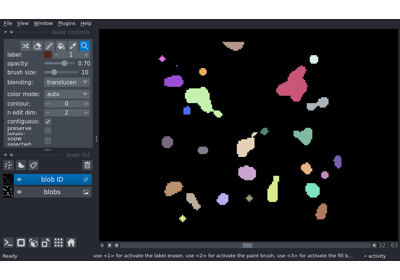 File View Window Plugins Help
layer controls
label: 1
opacity: 0.70
brush size: 10
blending: translucen
color mode: auto
contour: 0
n edit dim: 2
contiguous:
preserve
labels:
show
selected:
layer list
blob ID
blobs
32 63
Ready
use <1> for activate the label eraser, use <2> for activate the paint brush, use <3> for activate the fill b...
activity